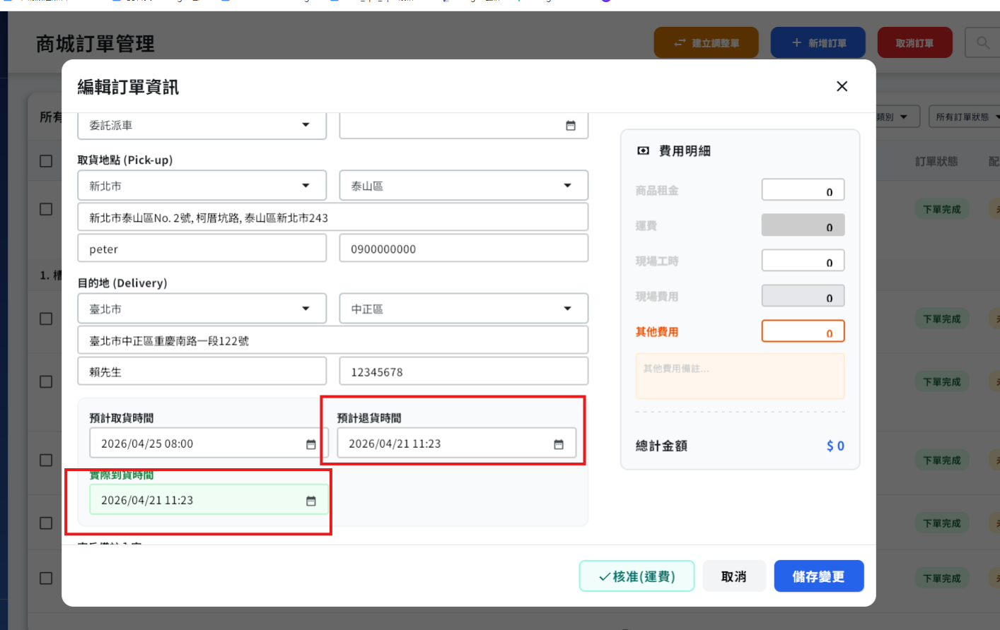 商城訂單管理
建立調整單
+ 新增訂單
取消訂單
編輯訂單資訊
所有
類別
所有訂單狀態
委託派車
費用明細
取貨地點 (Pick-up)
訂單狀態
配
新北市
泰山區
商品租金
0
新北市泰山區No. 2號, 柯厝坑路, 泰山區新北市243
下單完成
運費
0
peter
0900000000
現場工時
0
1. 槽
目的地 (Delivery)
現場費用
0
臺北市
中正區
下單完成
其他費用
0
臺北市中正區重慶南路一段122號
其他費用備註...
賴先生
12345678
下單完成
預計取貨時間
預計退貨時間
2026/04/25 08:00
2026/04/21 11:23
總計金額
$ 0
下單完成
實際到貨時間
2026/04/21 11:23
下單完成
✓核准(運費)
取消
儲存變更
下單完成